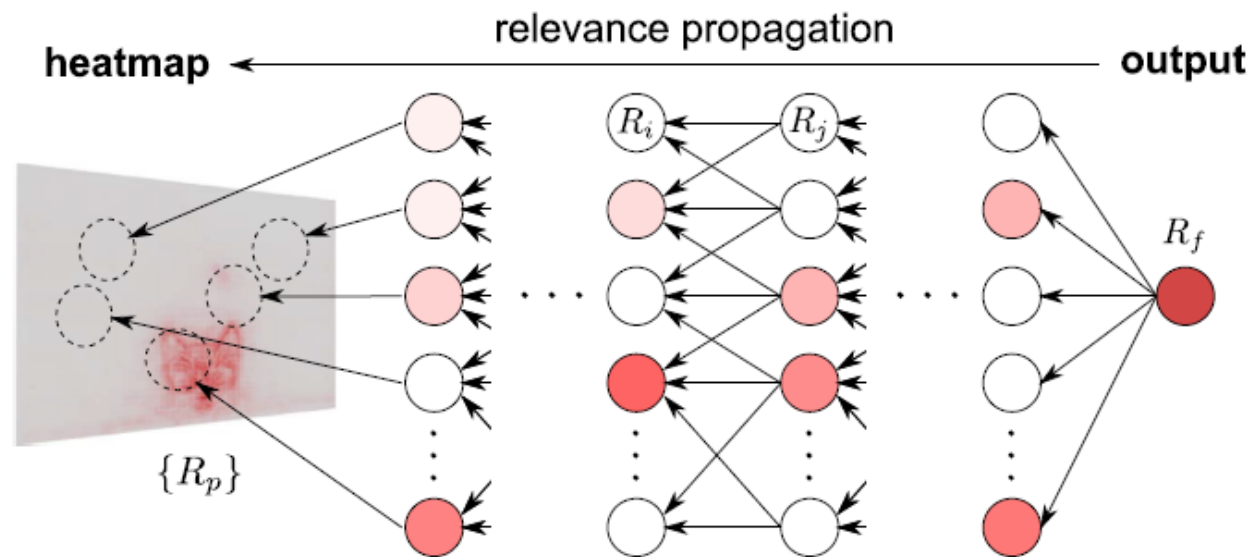 relevance propagation
heatmap
output
R_i
R_j
R_f
{R_p}